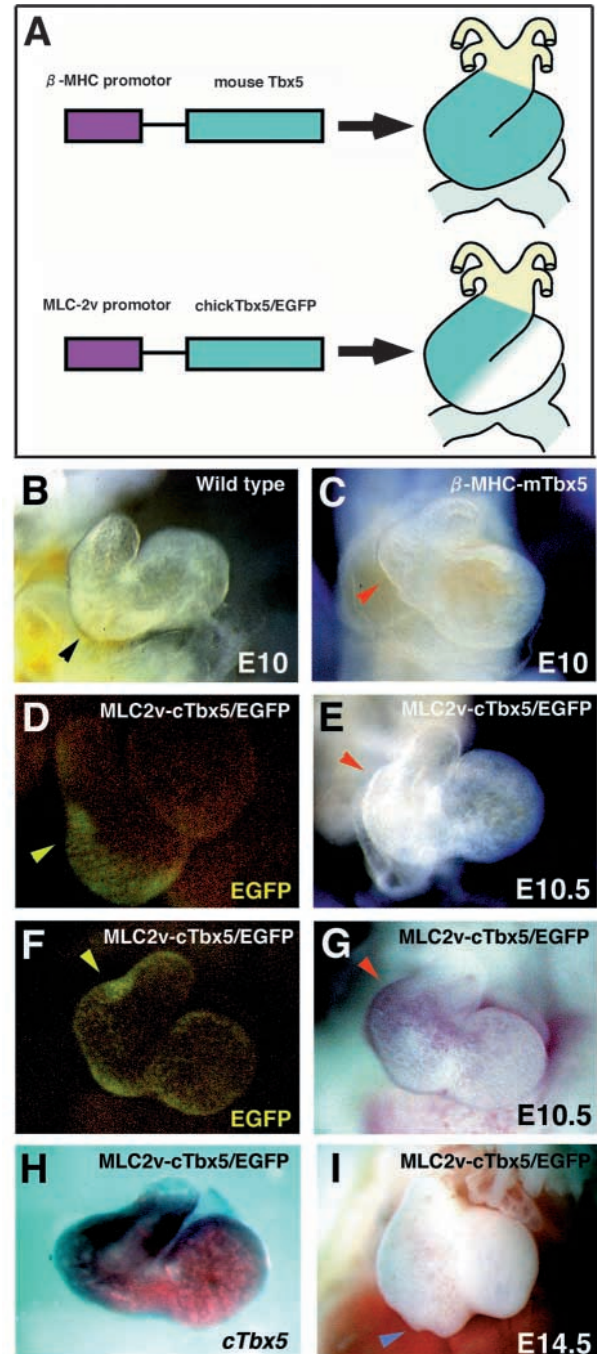 A
β-MHC promotor mouse Tbx5
MLC-2v promotor chickTbx5/EGFP
B Wild type
E10
C β-MHC-mTbx5
E10
D MLC2v-cTbx5/EGFP
EGFP
E MLC2v-cTbx5/EGFP
E10.5
F MLC2v-cTbx5/EGFP
EGFP
G MLC2v-cTbx5/EGFP
E10.5
H MLC2v-cTbx5/EGFP
cTbx5
I MLC2v-cTbx5/EGFP
E14.5